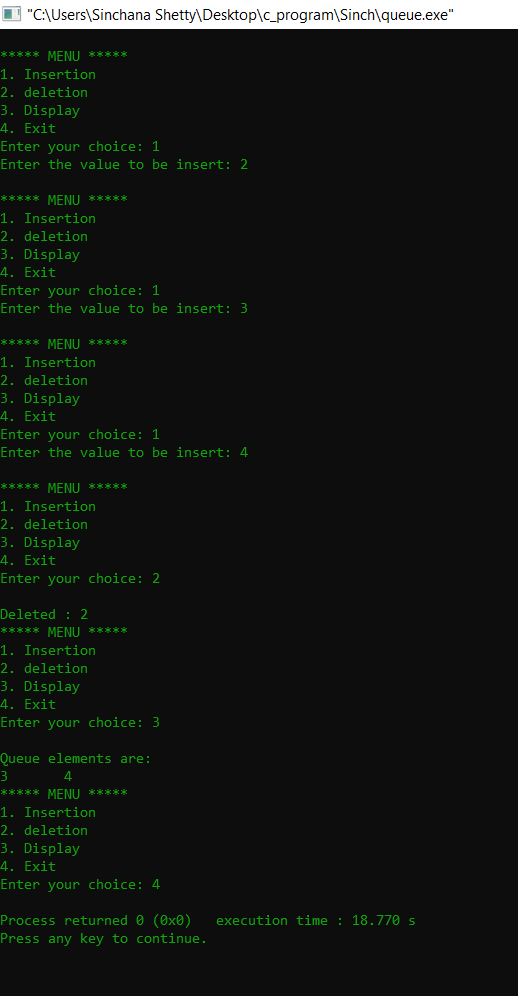 "C:\Users\Sinchana Shetty\Desktop\c_program\Sinch\queue.exe"
***** MENU *****
1. Insertion
2. deletion
3. Display
4. Exit
Enter your choice: 1
Enter the value to be insert: 2
***** MENU *****
1. Insertion
2. deletion
3. Display
4. Exit
Enter your choice: 1
Enter the value to be insert: 3
***** MENU *****
1. Insertion
2. deletion
3. Display
4. Exit
Enter your choice: 1
Enter the value to be insert: 4
***** MENU *****
1. Insertion
2. deletion
3. Display
4. Exit
Enter your choice: 2
Deleted : 2
***** MENU *****
1. Insertion
2. deletion
3. Display
4. Exit
Enter your choice: 3
Queue elements are:
3       4
***** MENU *****
1. Insertion
2. deletion
3. Display
4. Exit
Enter your choice: 4
Process returned 0 (0x0)   execution time : 18.770 s
Press any key to continue.